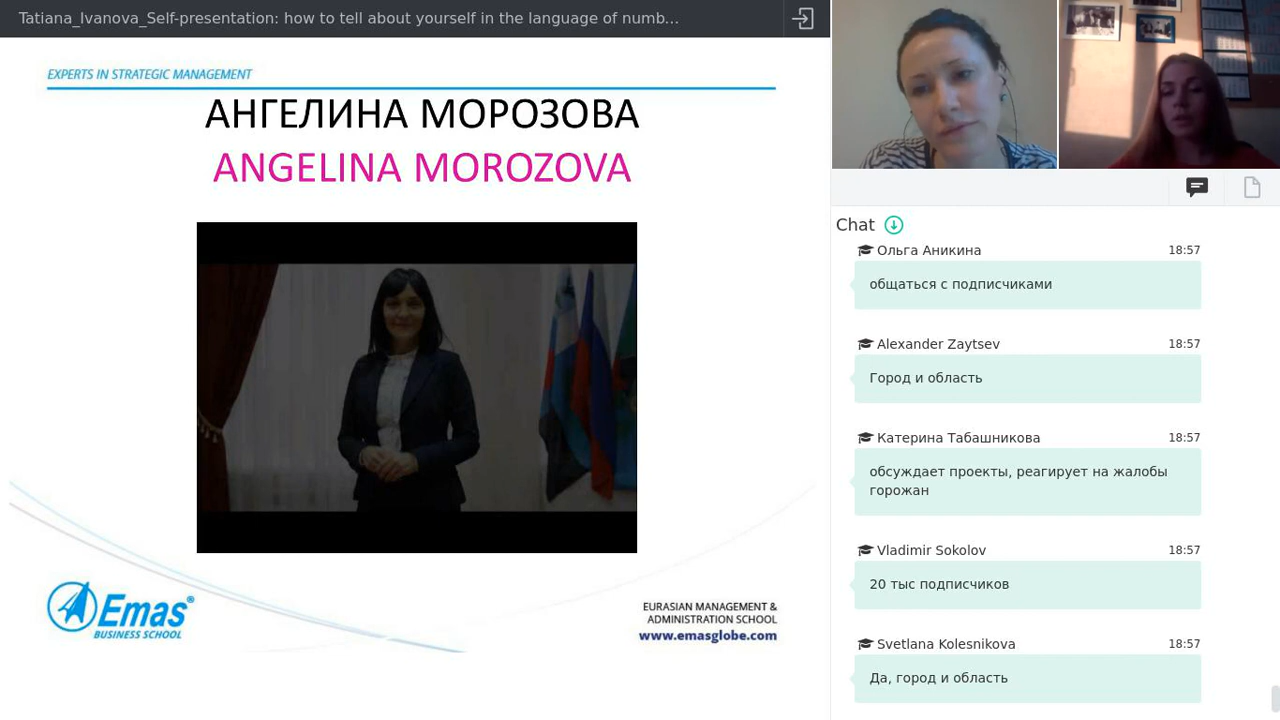 Tatiana_Ivanova_Self-presentation: how to tell about yourself in the language of numb...
EXPERTS IN STRATEGIC MANAGEMENT
АНГЕЛИНА МОРОЗОВА
ANGELINA MOROZOVA
Emas®
BUSINESS SCHOOL
EURASIAN MANAGEMENT &
ADMINISTRATION SCHOOL
www.emasglobe.com
Chat
Ольга Аникина 18:57
общаться с подписчиками
Alexander Zaytsev 18:57
Город и область
Катерина Табашникова 18:57
обсуждает проекты, реагирует на жалобы
горожан
Vladimir Sokolov 18:57
20 тыс подписчиков
Svetlana Kolesnikova 18:57
Да, город и область